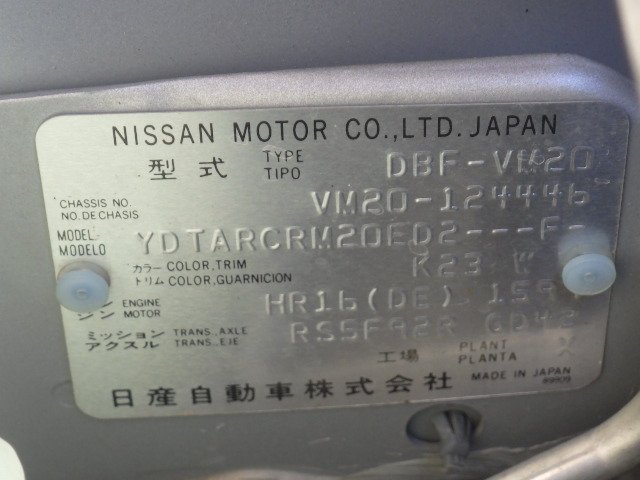 NISSAN MOTOR CO.,LTD. JAPAN
型式 TYPE TIPO DBF-VM20
CHASSIS NO. NO. DE CHASIS VM20-124446
MODEL MODELO YDTARCRM20ED2---F-
カラー COLOR, TRIM K23
トリム COLOR, GUARNICION
ENGINE MOTOR HR16(DE)
ミッション TRANS., AXLE RS5F92R GD42
アクスル TRANS., EJE
工場 PLANT PLANTA X
日産自動車株式会社 MADE IN JAPAN